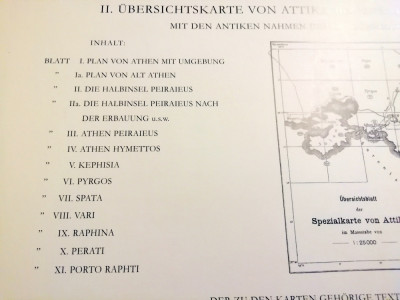 II. ÜBERSICHTSKARTE VON ATTIKA
MIT DEN ANTIKEN NAHMEN
INHALT:
BLATT I. PLAN VON ATHEN MIT UMGEBUNG
" Ia. PLAN VON ALT ATHEN
" II. DIE HALBINSEL PEIRAIEUS
" IIa. DIE HALBINSEL PEIRAIEUS NACH
DER ERBAUUNG u.s.w.
" III. ATHEN PEIRAIEUS
" IV. ATHEN HYMETTOS
" V. KEPHISIA
" VI. PYRGOS
" VII. SPATA
" VIII. VARI
" IX. RAPHINA
" X. PERATI
" XI. PORTO RAPHTI
Übersichtsblatt
der
Spezialkarte von Atti
im Massstabe von
1:25000
DER ZU DEN KARTEN GEHÖRIGE TEXT